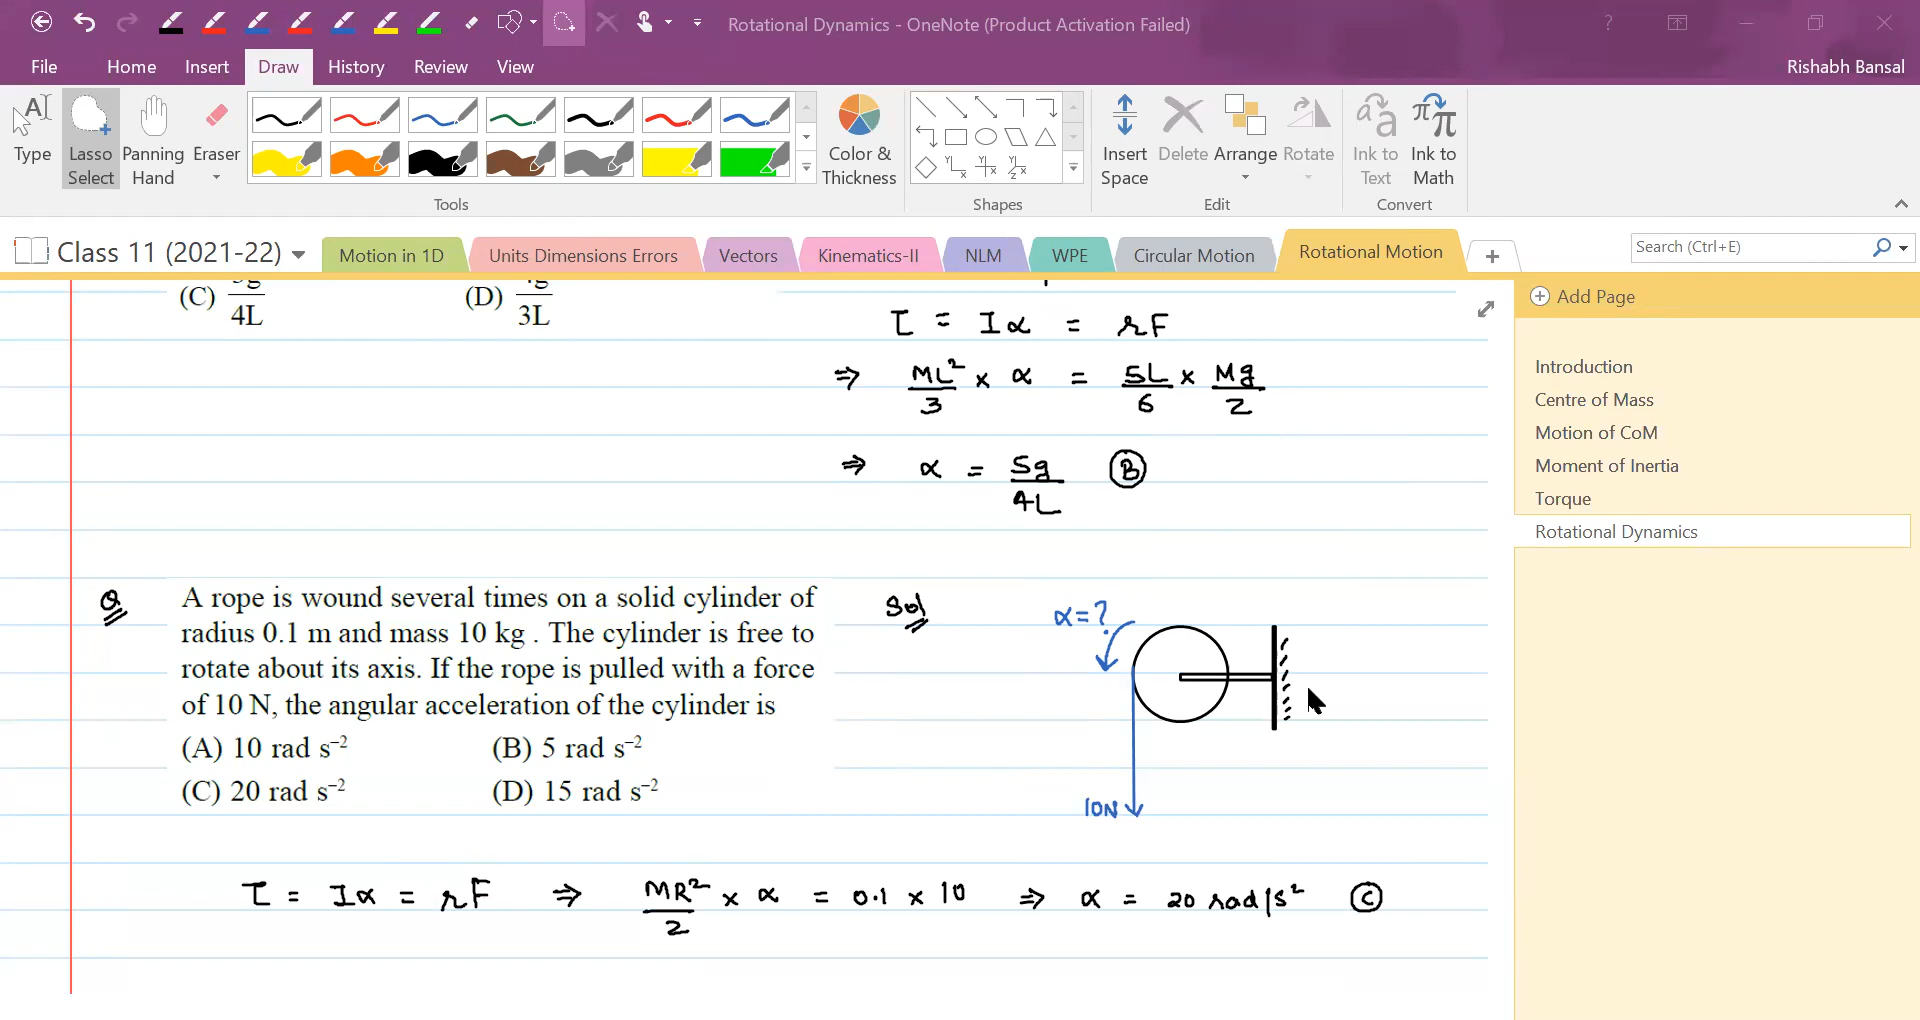 Rotational Dynamics - OneNote (Product Activation Failed)
File Home Insert Draw History Review View Rishabh Bansal
Type
Lasso Select
Panning Hand
Eraser
Color & Thickness
Insert Space
Delete
Arrange
Rotate
Ink to Text
Ink to Math
Tools Shapes Edit Convert
Class 11 (2021-22) Motion in 1D Units Dimensions Errors Vectors Kinematics-II NLM WPE Circular Motion Rotational Motion Search (Ctrl+E)
Add Page
Introduction
Centre of Mass
Motion of CoM
Moment of Inertia
Torque
Rotational Dynamics
(C) 3g/4L (D) 4g/3L
τ = Iα = rF
⇒ ML²/3 × α = 5L/6 × Mg/2
⇒ α = 5g/4L Ⓑ
Q
A rope is wound several times on a solid cylinder of
radius 0.1 m and mass 10 kg . The cylinder is free to
rotate about its axis. If the rope is pulled with a force
of 10 N, the angular acceleration of the cylinder is
(A) 10 rad s⁻² (B) 5 rad s⁻²
(C) 20 rad s⁻² (D) 15 rad s⁻²
Sol
α=?
10N
τ = Iα = rF ⇒ MR²/2 × α = 0.1 × 10 ⇒ α = 20 rad/s² Ⓒ